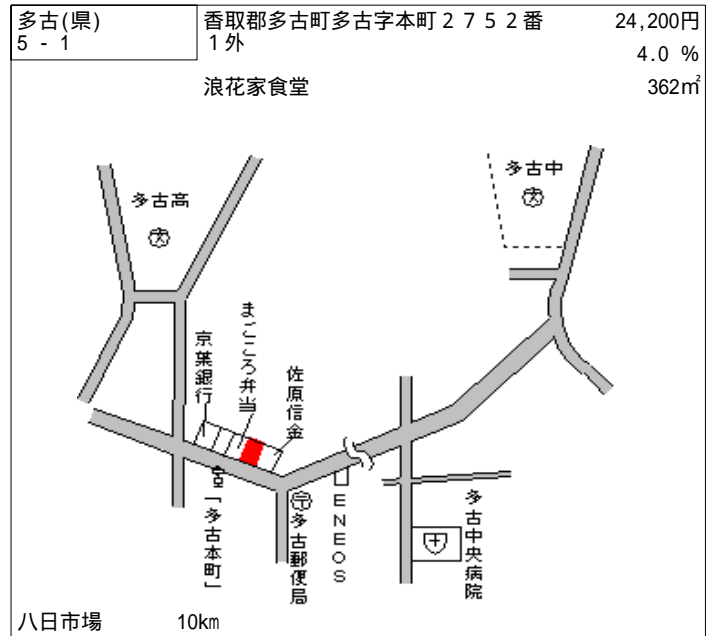 多古(県)
5 - 1
香取郡多古町多古字本町２７５２番
１外
24,200円
4.0 %
浪花家食堂
362㎡
多古高
文
多古中
文
京葉銀行
まごころ弁当
佐原信金
「多古本町」
〒
多古郵便局
ENEOS
多古中央病院
八日市場
10km